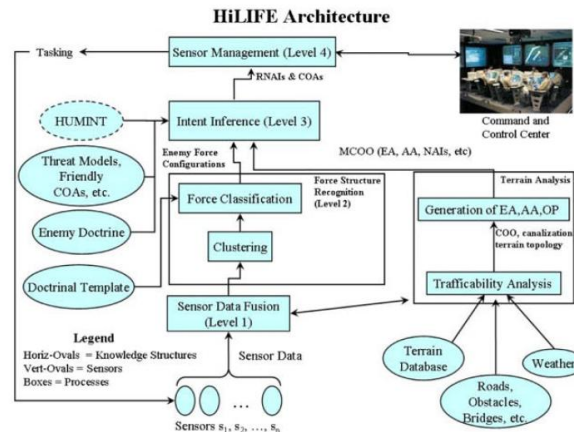 HiLIFE Architecture
Tasking
Sensor Management (Level 4)
RNAIs & COAs
Command and
Control Center
HUMINT
Intent Inference (Level 3)
Threat Models,
Friendly
COAs, etc.
Enemy Force
Configurations
MCOO (EA, AA, NAIs, etc)
Force Structure
Recognition
(Level 2)
Terrain Analysis
Force Classification
Generation of EA,AA,OP
Enemy Doctrine
Clustering
COO, canalization
terrain topology
Doctrinal Template
Trafficability Analysis
Sensor Data Fusion
(Level 1)
Legend
Horiz-Ovals = Knowledge Structures
Vert-Ovals = Sensors
Boxes = Processes
Sensor Data
Terrain
Database
Weather
Roads,
Obstacles,
Bridges, etc.
...
Sensors s1, s2, ..., sn